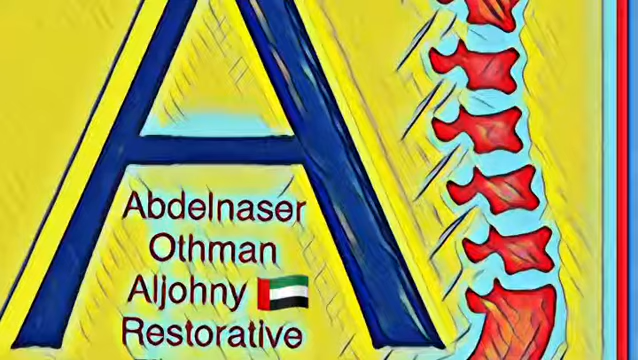 A
Abdelnaser
Othman
Aljohny 🇦🇪
Restorative